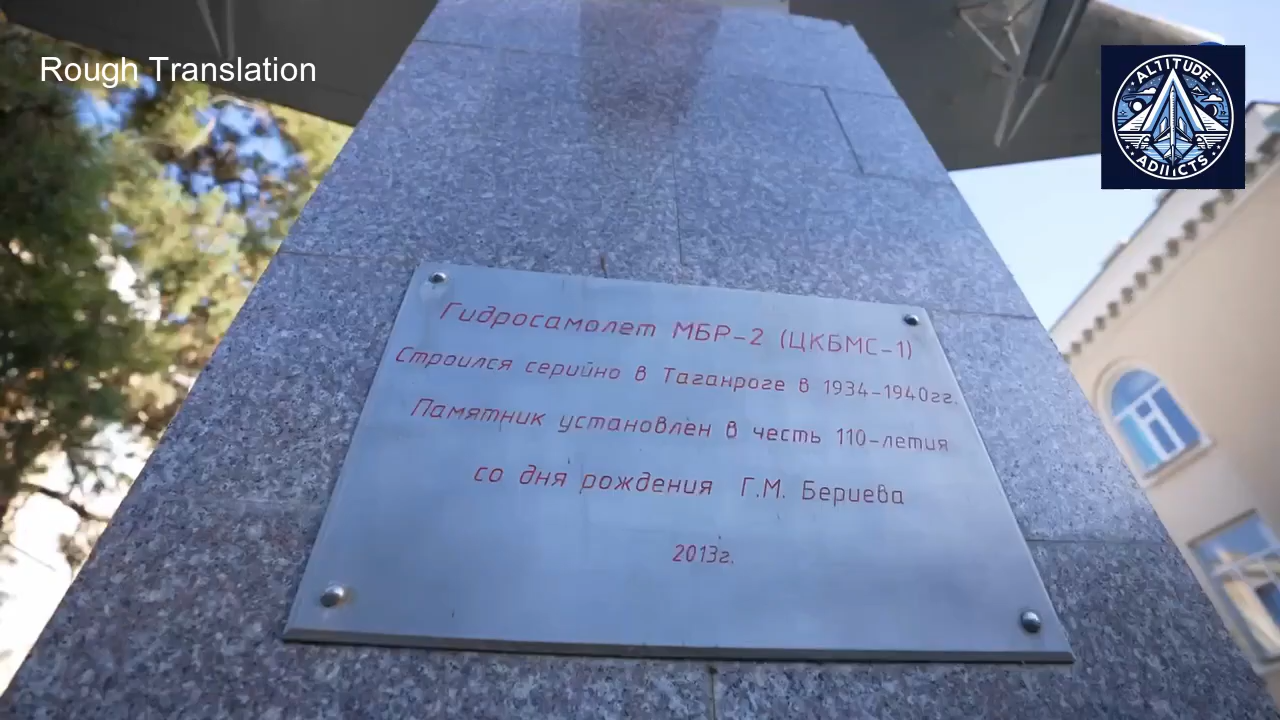 Rough Translation
ALTITUDE
ADIIICTS
Гидросамолет МБР-2 (ЦКБМС-1)
Строился серийно в Таганроге в 1934-1940гг.
Памятник установлен в честь 110-летия
со дня рождения Г.М. Бериева
2013г.